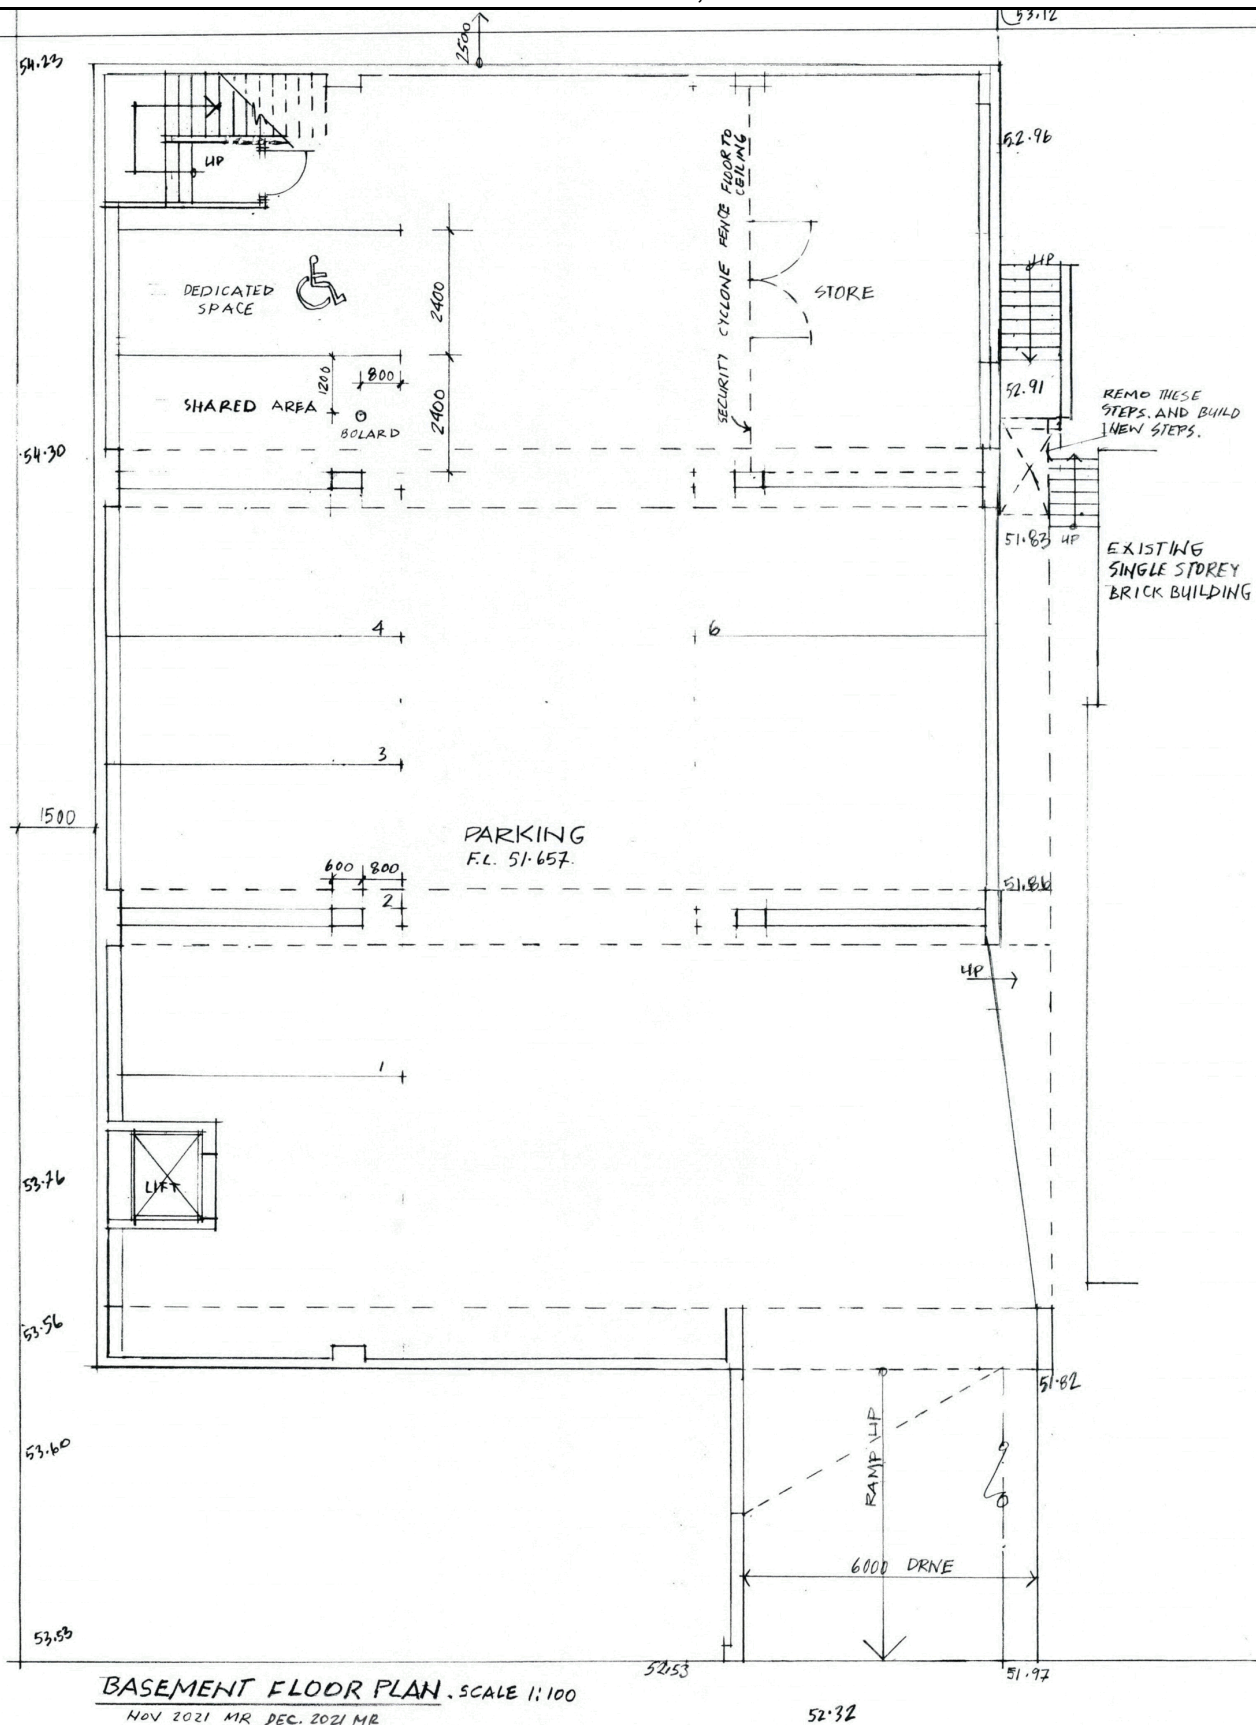 53.12
2500
54.23
52.96
UP
SECURITY CYCLONE FENCE FLOOR TO
CEILING
UP
DEDICATED
SPACE
2400
STORE
1200
800
52.91
SHARED AREA
2400
BOLARD
REMO THESE
STEPS. AND BUILD
NEW STEPS.
54.30
51.83
UP
EXISTING
SINGLE STOREY
BRICK BUILDING
4
6
3
1500
PARKING
F.L. 51.657.
600
800
51.86
2
UP
1
53.76
LIFT
53.56
51.82
53.60
RAMP UP
6000 DRIVE
53.53
52.53
51.97
BASEMENT FLOOR PLAN. SCALE 1:100
NOV 2021 MR DEC. 2021 MR
52.32